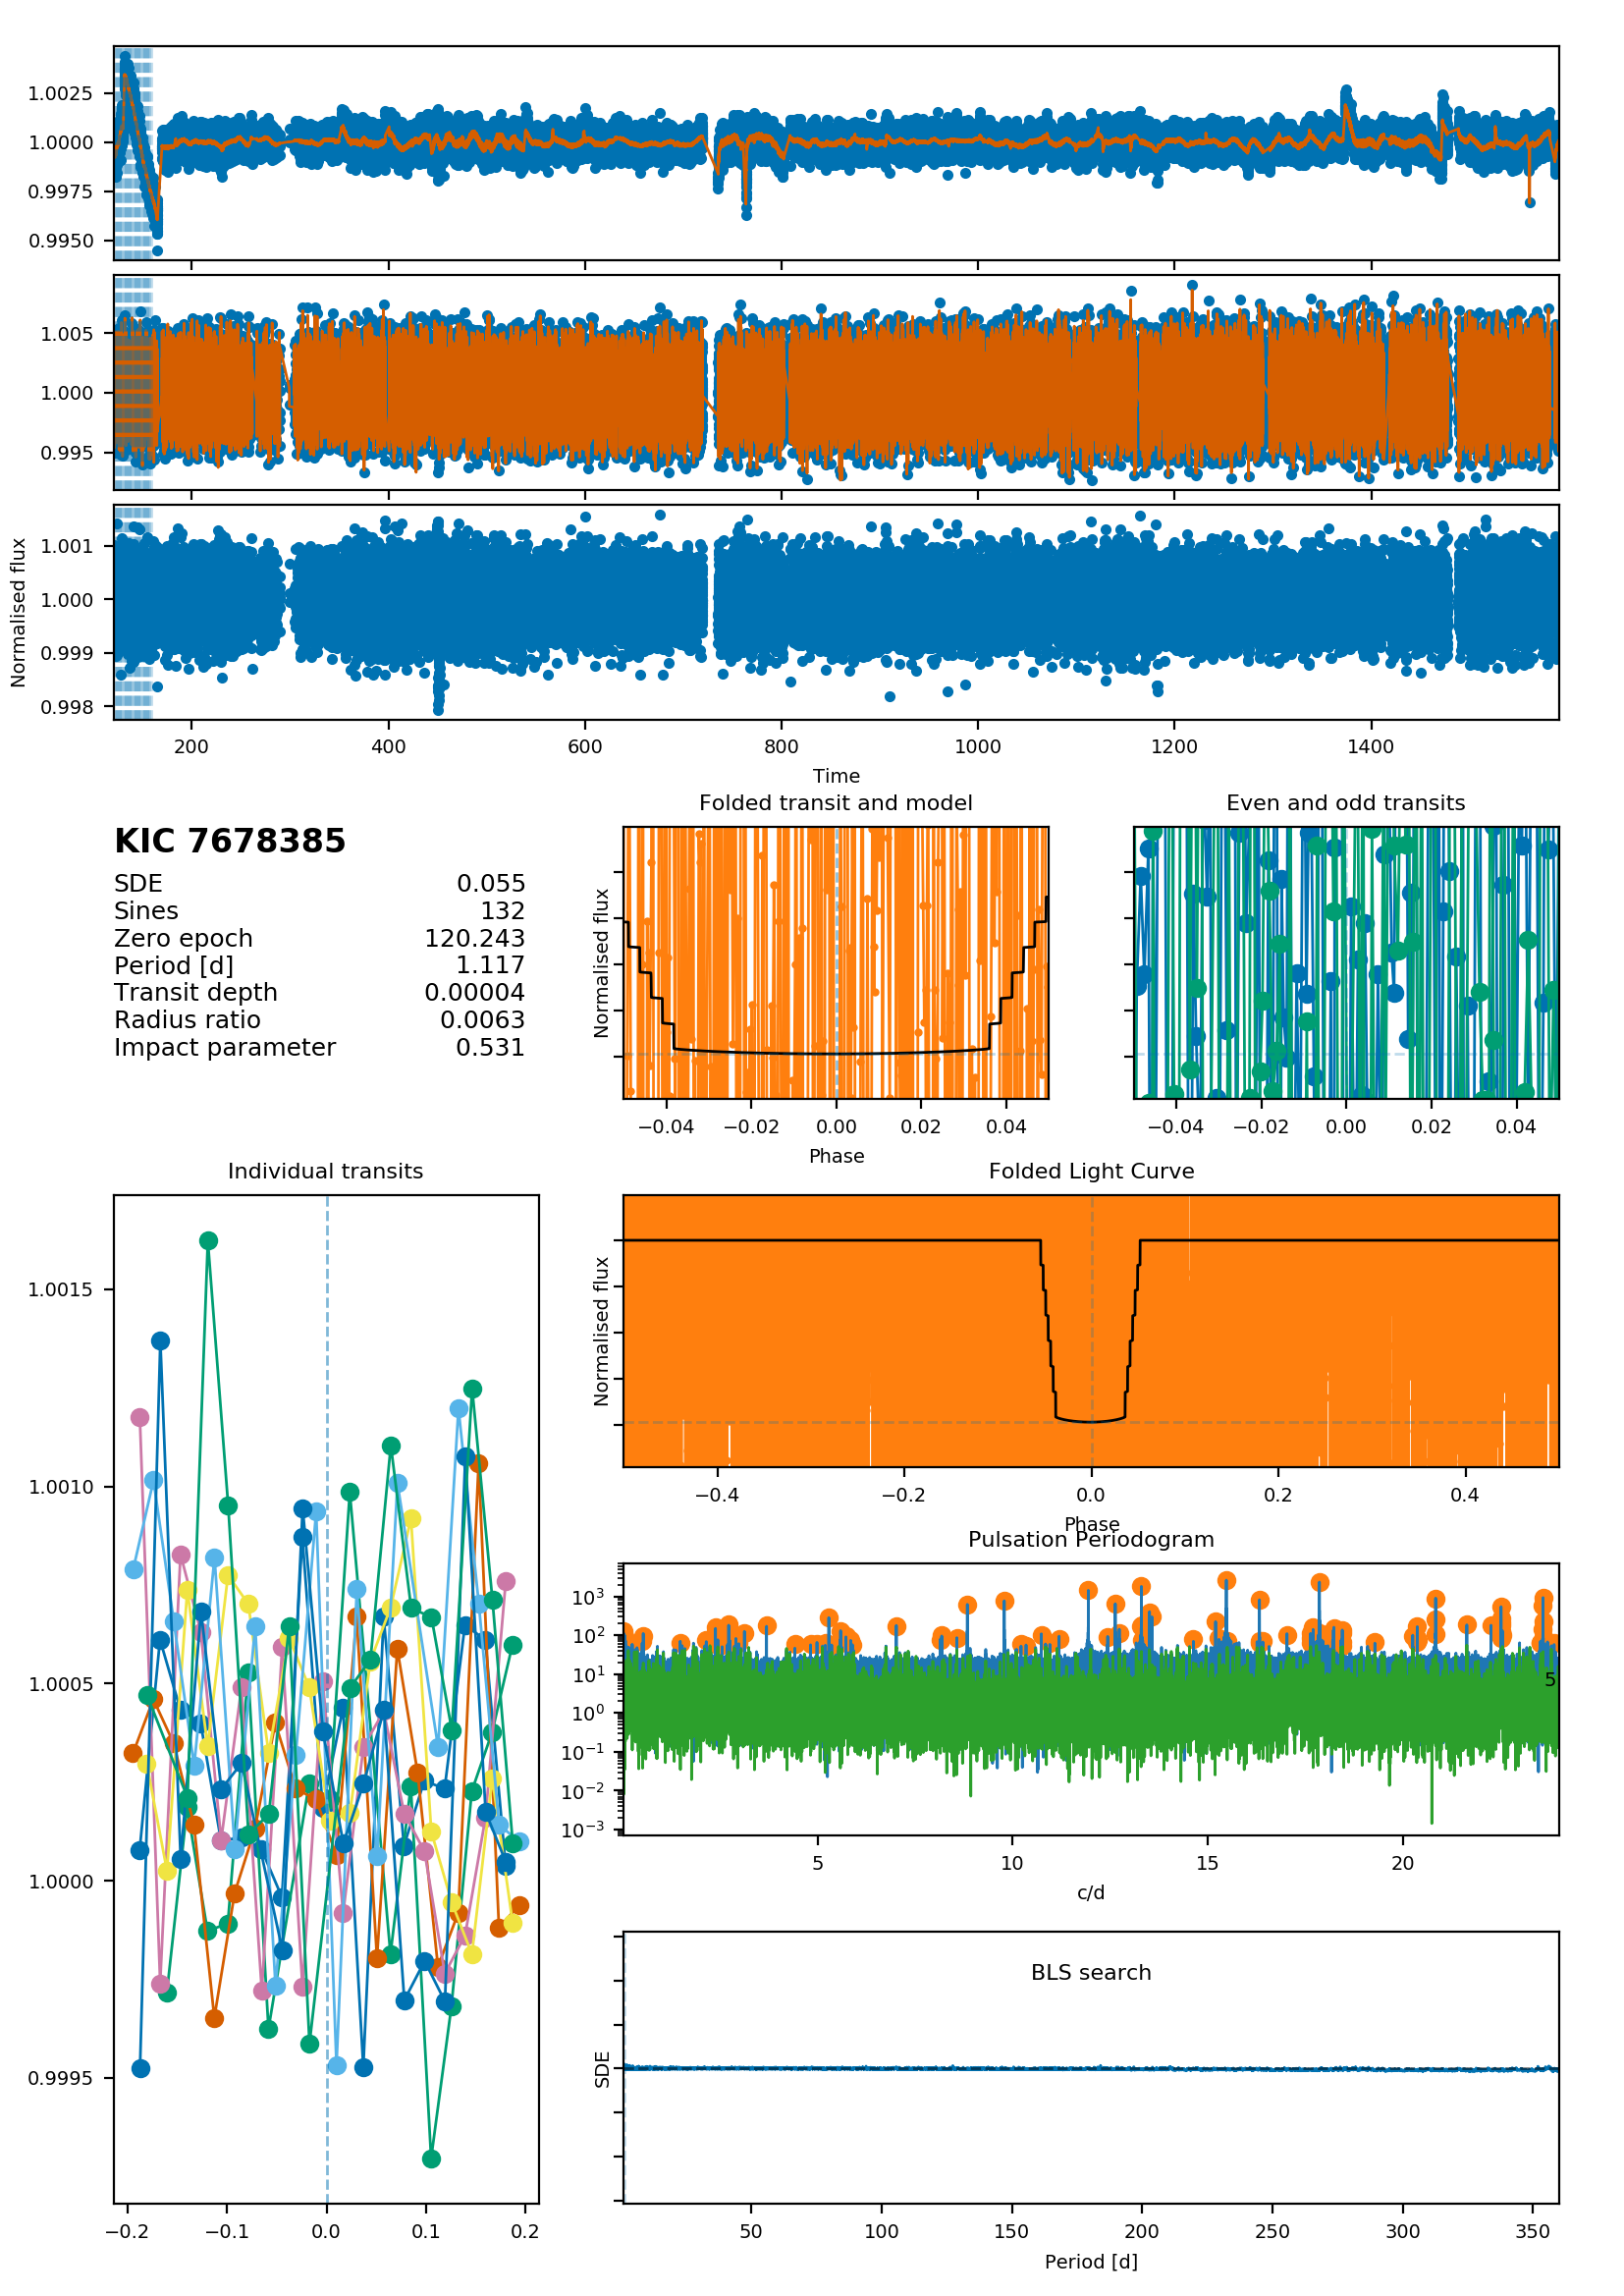 1.0025
1.0000
0.9975
0.9950
1.005
1.000
0.995
1.001
1.000
0.999
0.998
Normalised flux
200 400 600 800 1000 1200 1400
Time
KIC 7678385
SDE 0.055
Sines 132
Zero epoch 120.243
Period [d] 1.117
Transit depth 0.00004
Radius ratio 0.0063
Impact parameter 0.531
Folded transit and model
Normalised flux
−0.04 −0.02 0.00 0.02 0.04
Phase
Even and odd transits
−0.04 −0.02 0.00 0.02 0.04
Individual transits
1.0015
1.0010
1.0005
1.0000
0.9995
−0.2 −0.1 0.0 0.1 0.2
Folded Light Curve
Normalised flux
−0.4 −0.2 0.0 0.2 0.4
Phase
Pulsation Periodogram
10³
10²
10¹
10⁰
10⁻¹
10⁻²
10⁻³
5
5 10 15 20
c/d
BLS search
SDE
50 100 150 200 250 300 350
Period [d]